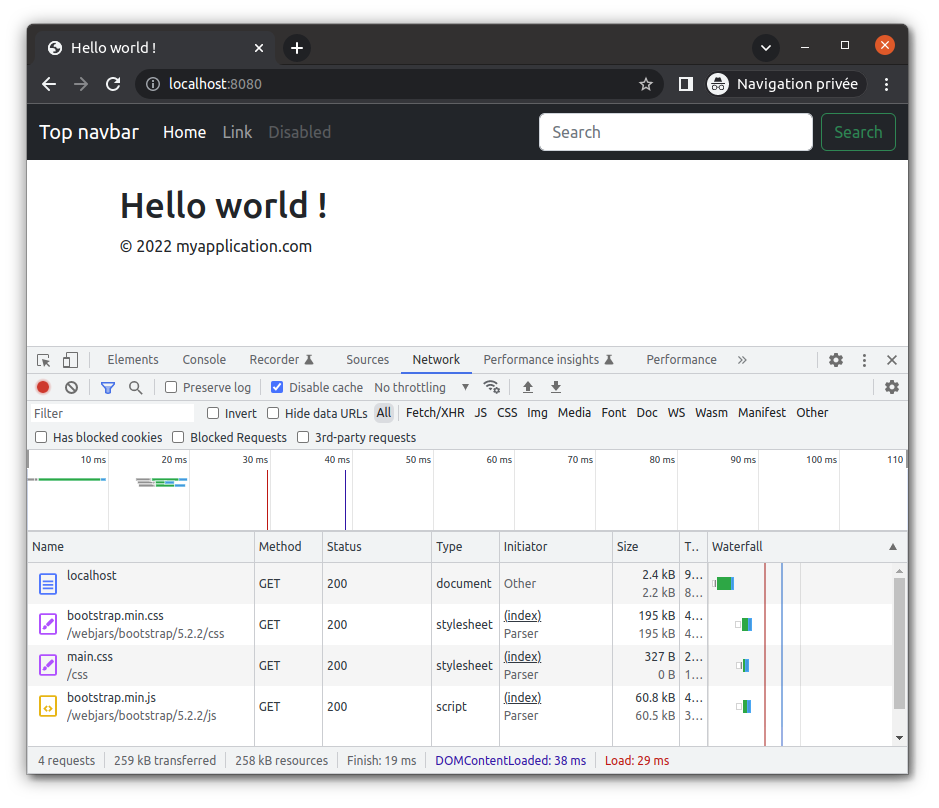 Hello world !
localhost:8080
Navigation privée
Top navbar Home Link Disabled Search Search
Hello world !
© 2022 myapplication.com
Elements Console Recorder Sources Network Performance insights Performance »
Preserve log Disable cache No throttling
Filter Invert Hide data URLs All Fetch/XHR JS CSS Img Media Font Doc WS Wasm Manifest Other
Has blocked cookies Blocked Requests 3rd-party requests
10 ms 20 ms 30 ms 40 ms 50 ms 60 ms 70 ms 80 ms 90 ms 100 ms 110
Name Method Status Type Initiator Size T.. Waterfall
localhost GET 200 document Other 2.4 kB 9...
2.2 kB 8...
bootstrap.min.css GET 200 stylesheet (index) 195 kB 4...
/webjars/bootstrap/5.2.2/css Parser 195 kB 4...
main.css GET 200 stylesheet (index) 327 B 2...
/css Parser 0 B 1...
bootstrap.min.js GET 200 script (index) 60.8 kB 4...
/webjars/bootstrap/5.2.2/js Parser 60.5 kB 3...
4 requests 259 kB transferred 258 kB resources Finish: 19 ms DOMContentLoaded: 38 ms Load: 29 ms